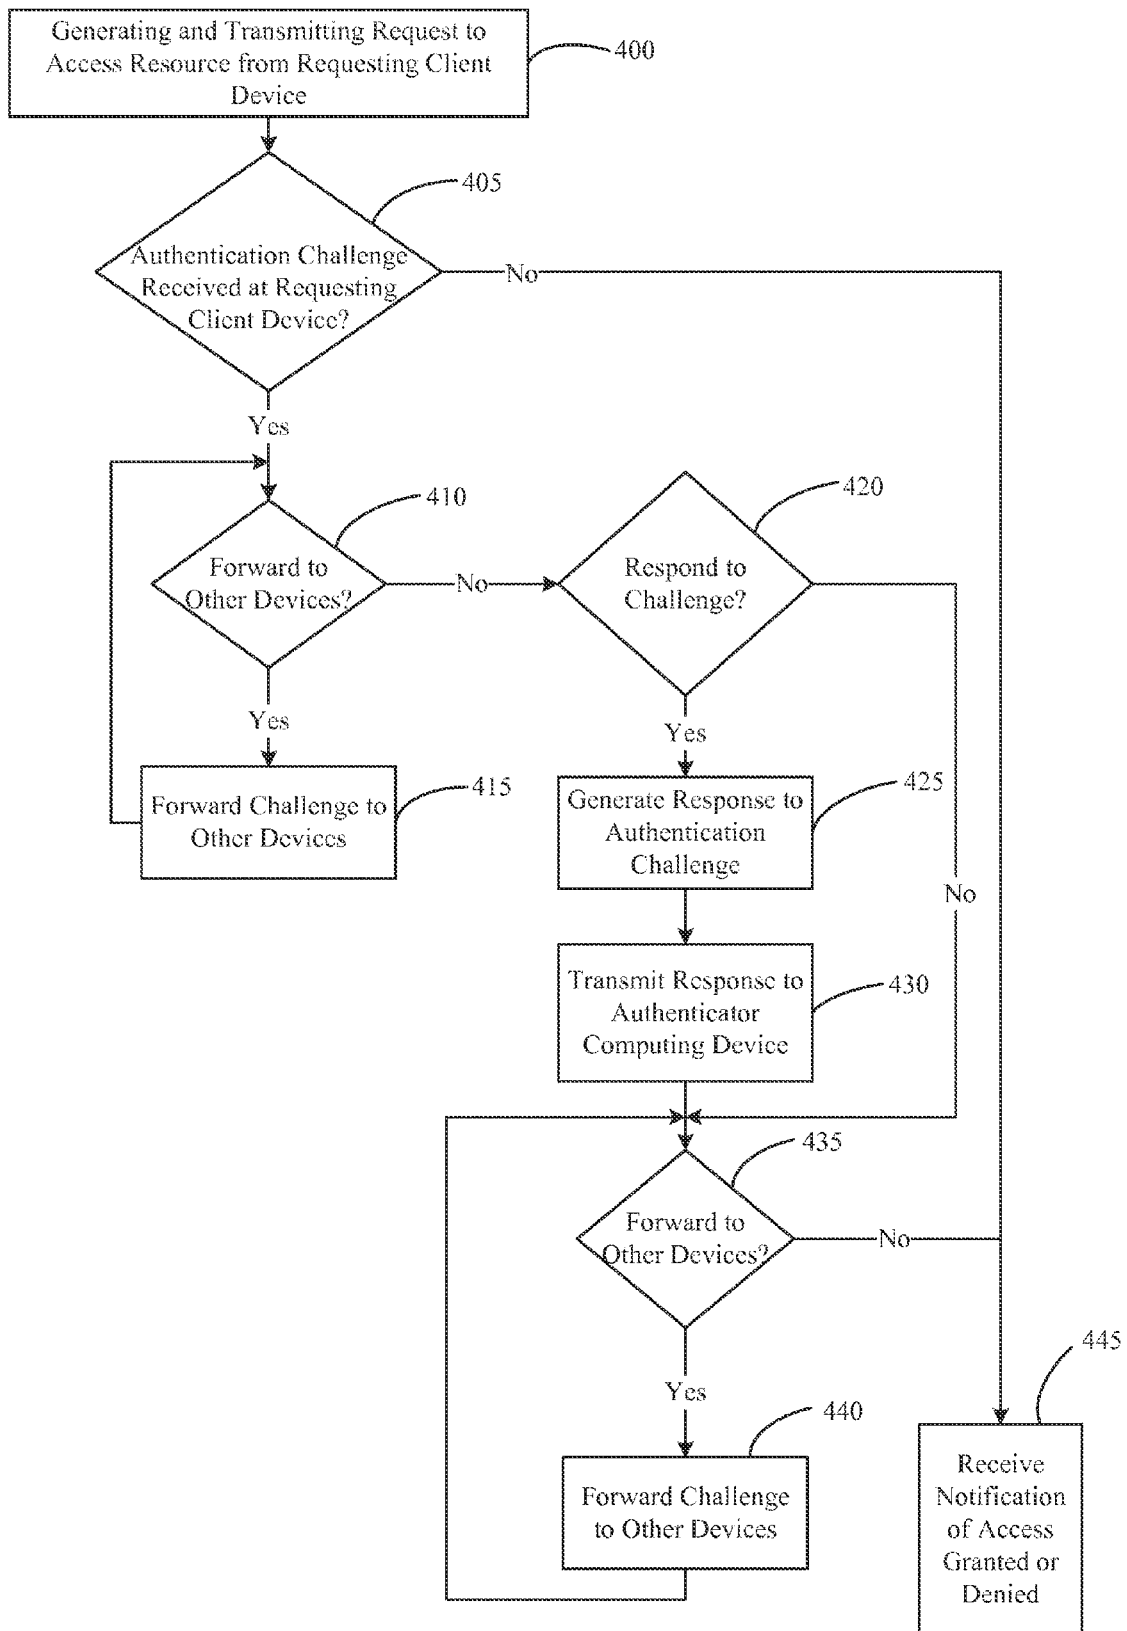 Generating and Transmitting Request to
Access Resource from Requesting Client
Device
400
405
Authentication Challenge
Received at Requesting
Client Device?
No
Yes
410
Forward to
Other Devices?
No
420
Respond to
Challenge?
Yes
Yes
Forward Challenge to
Other Devices
415
Generate Response to
Authentication
Challenge
425
No
Transmit Response to
Authenticator
Computing Device
430
435
Forward to
Other Devices?
No
Yes
445
440
Forward Challenge
to Other Devices
Receive
Notification
of Access
Granted or
Denied